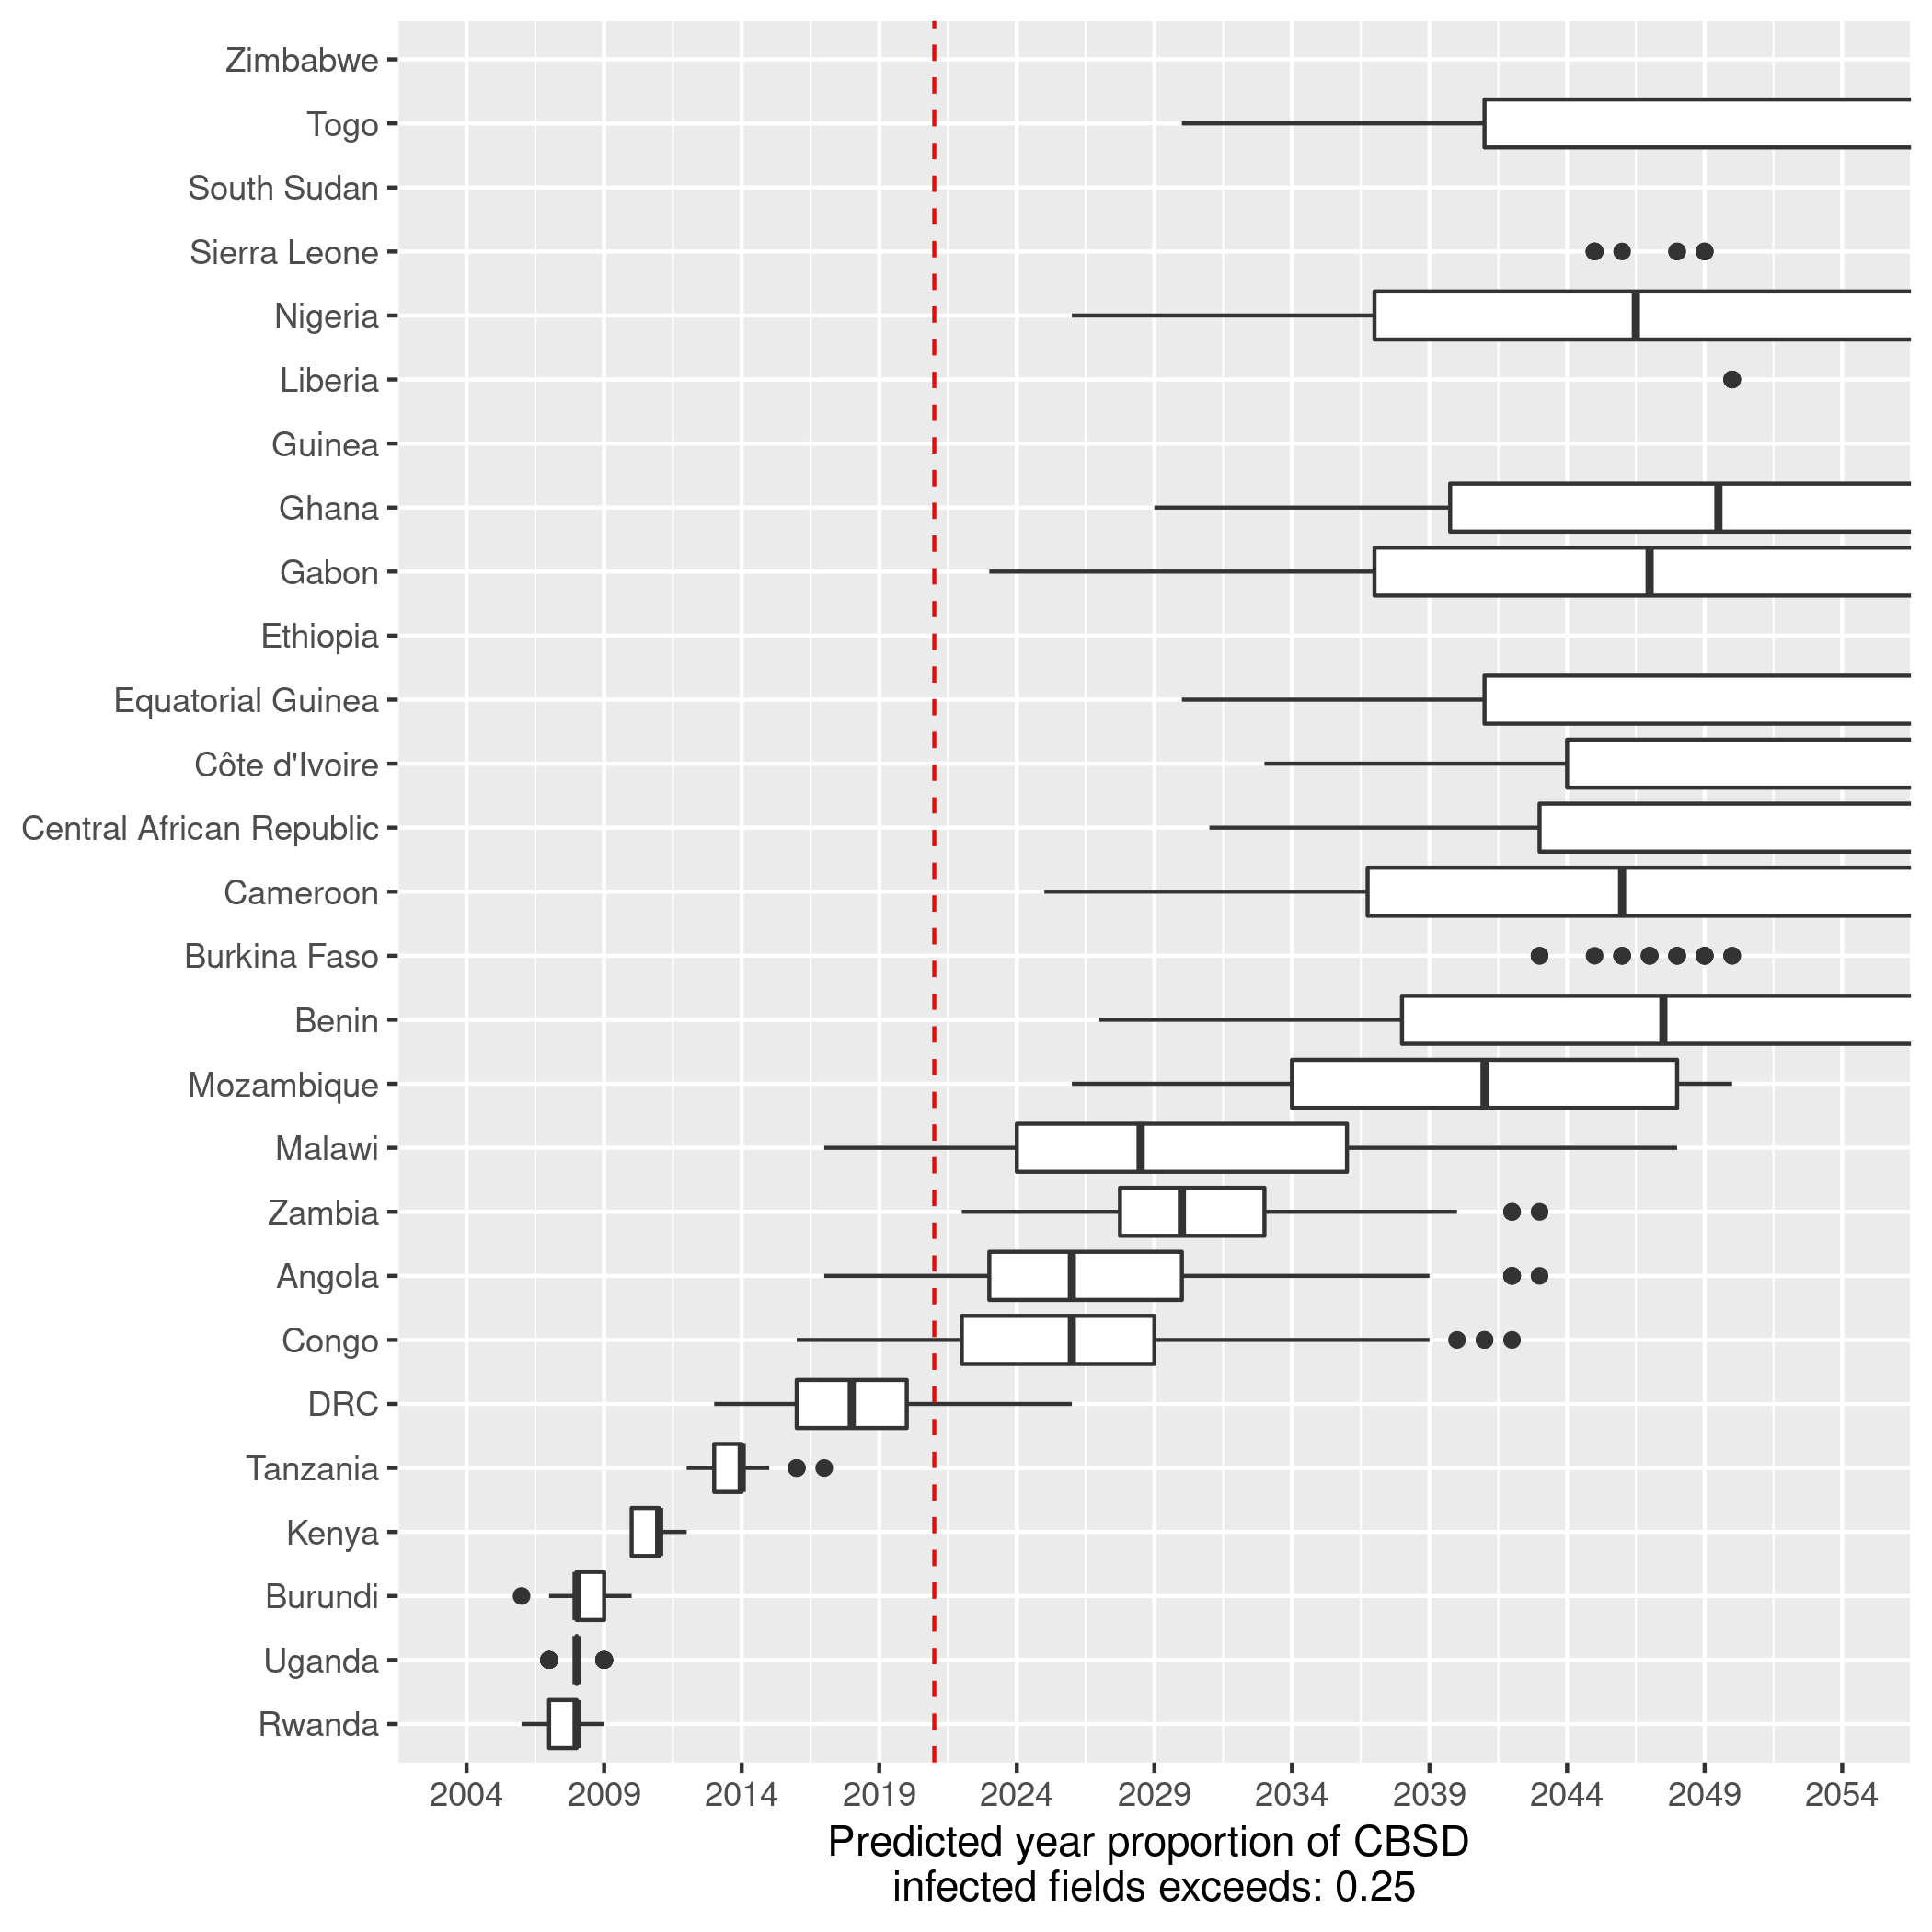 Zimbabwe
Togo
South Sudan
Sierra Leone
Nigeria
Liberia
Guinea
Ghana
Gabon
Ethiopia
Equatorial Guinea
Côte d'Ivoire
Central African Republic
Cameroon
Burkina Faso
Benin
Mozambique
Malawi
Zambia
Angola
Congo
DRC
Tanzania
Kenya
Burundi
Uganda
Rwanda
2004 2009 2014 2019 2024 2029 2034 2039 2044 2049 2054
Predicted year proportion of CBSD
infected fields exceeds: 0.25